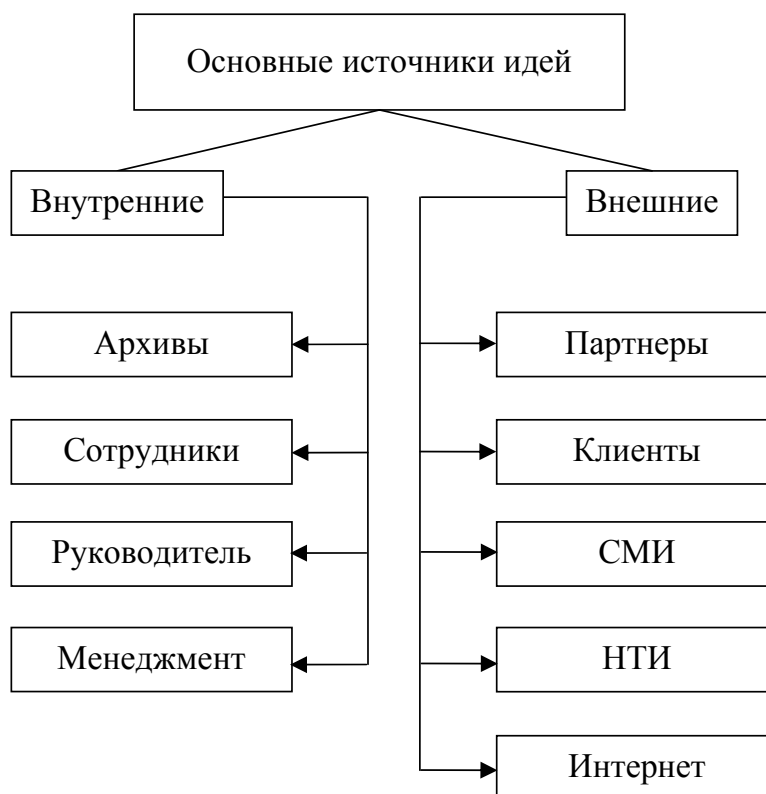 Основные источники идей
Внутренние
Внешние
Архивы
Партнеры
Сотрудники
Клиенты
Руководитель
СМИ
Менеджмент
НТИ
Интернет